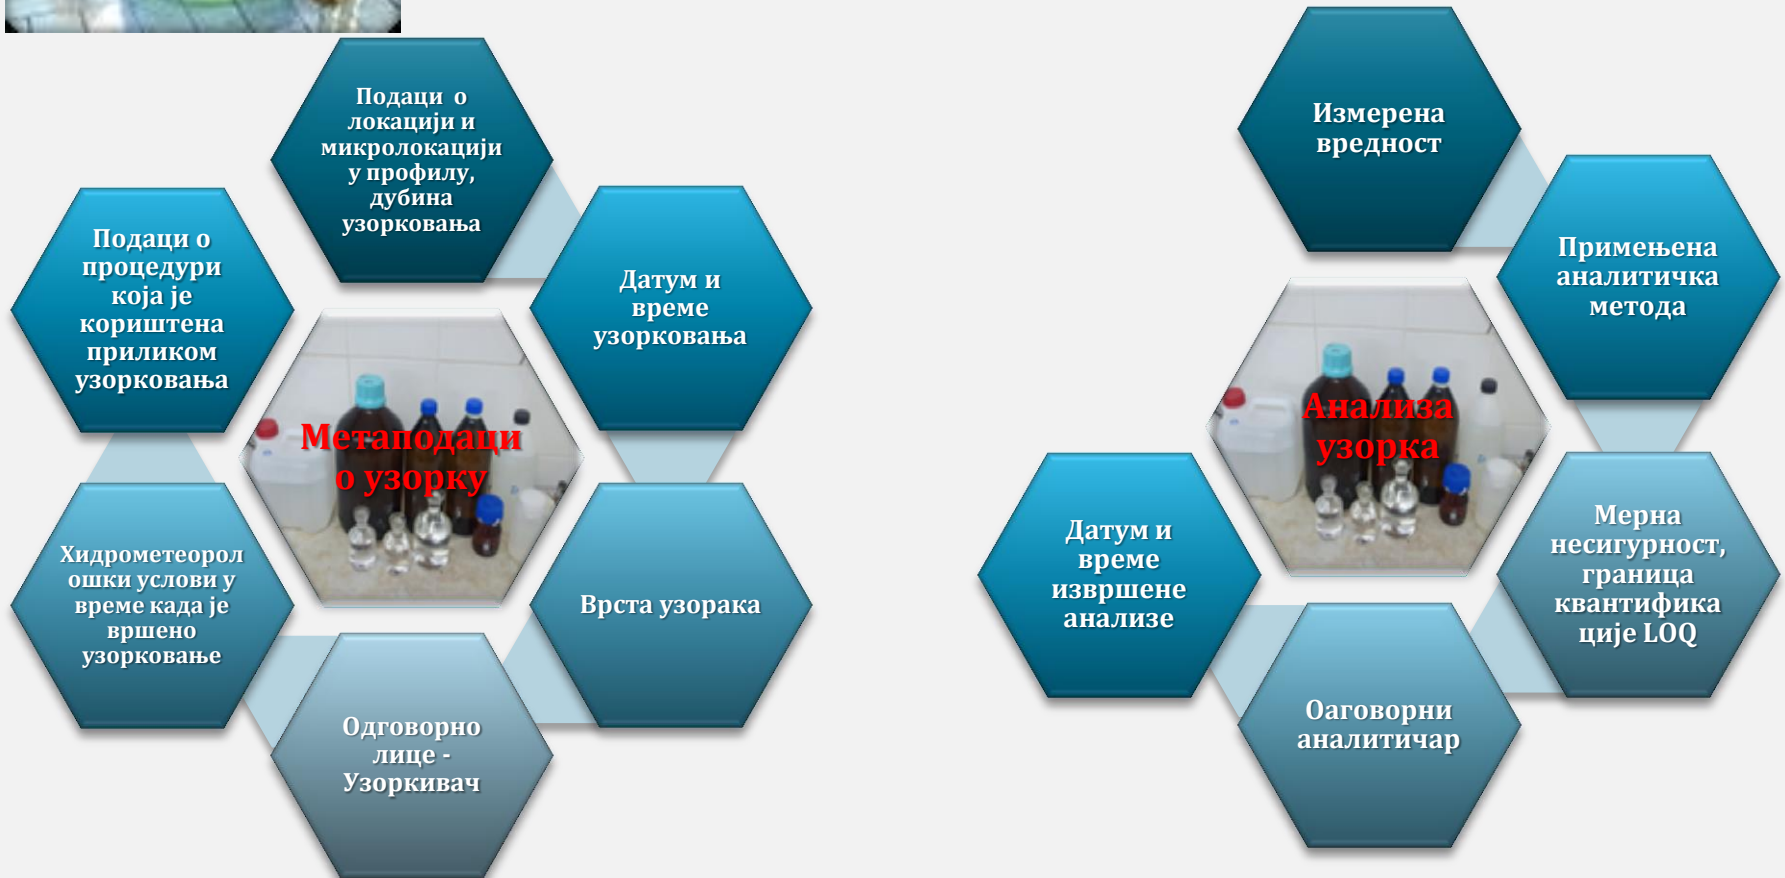 Подаци о
локацији и
микролокацији
у профилу,
дубина
узорковања
Датум и
време
узорковања
Врста узорака
Одговорно
лице -
Узоркивач
Хидрометеорол
ошки услови у
време када је
вршено
узорковање
Подаци о
процедури
која је
кориштена
приликом
узорковања
Метаподаци
о узорку
Измерена
вредност
Примењена
аналитичка
метода
Мерна
несигурност,
граница
квантифика
ције LOQ
Оаговорни
аналитичар
Датум и
време
извршене
анализе
Анализа
узорка